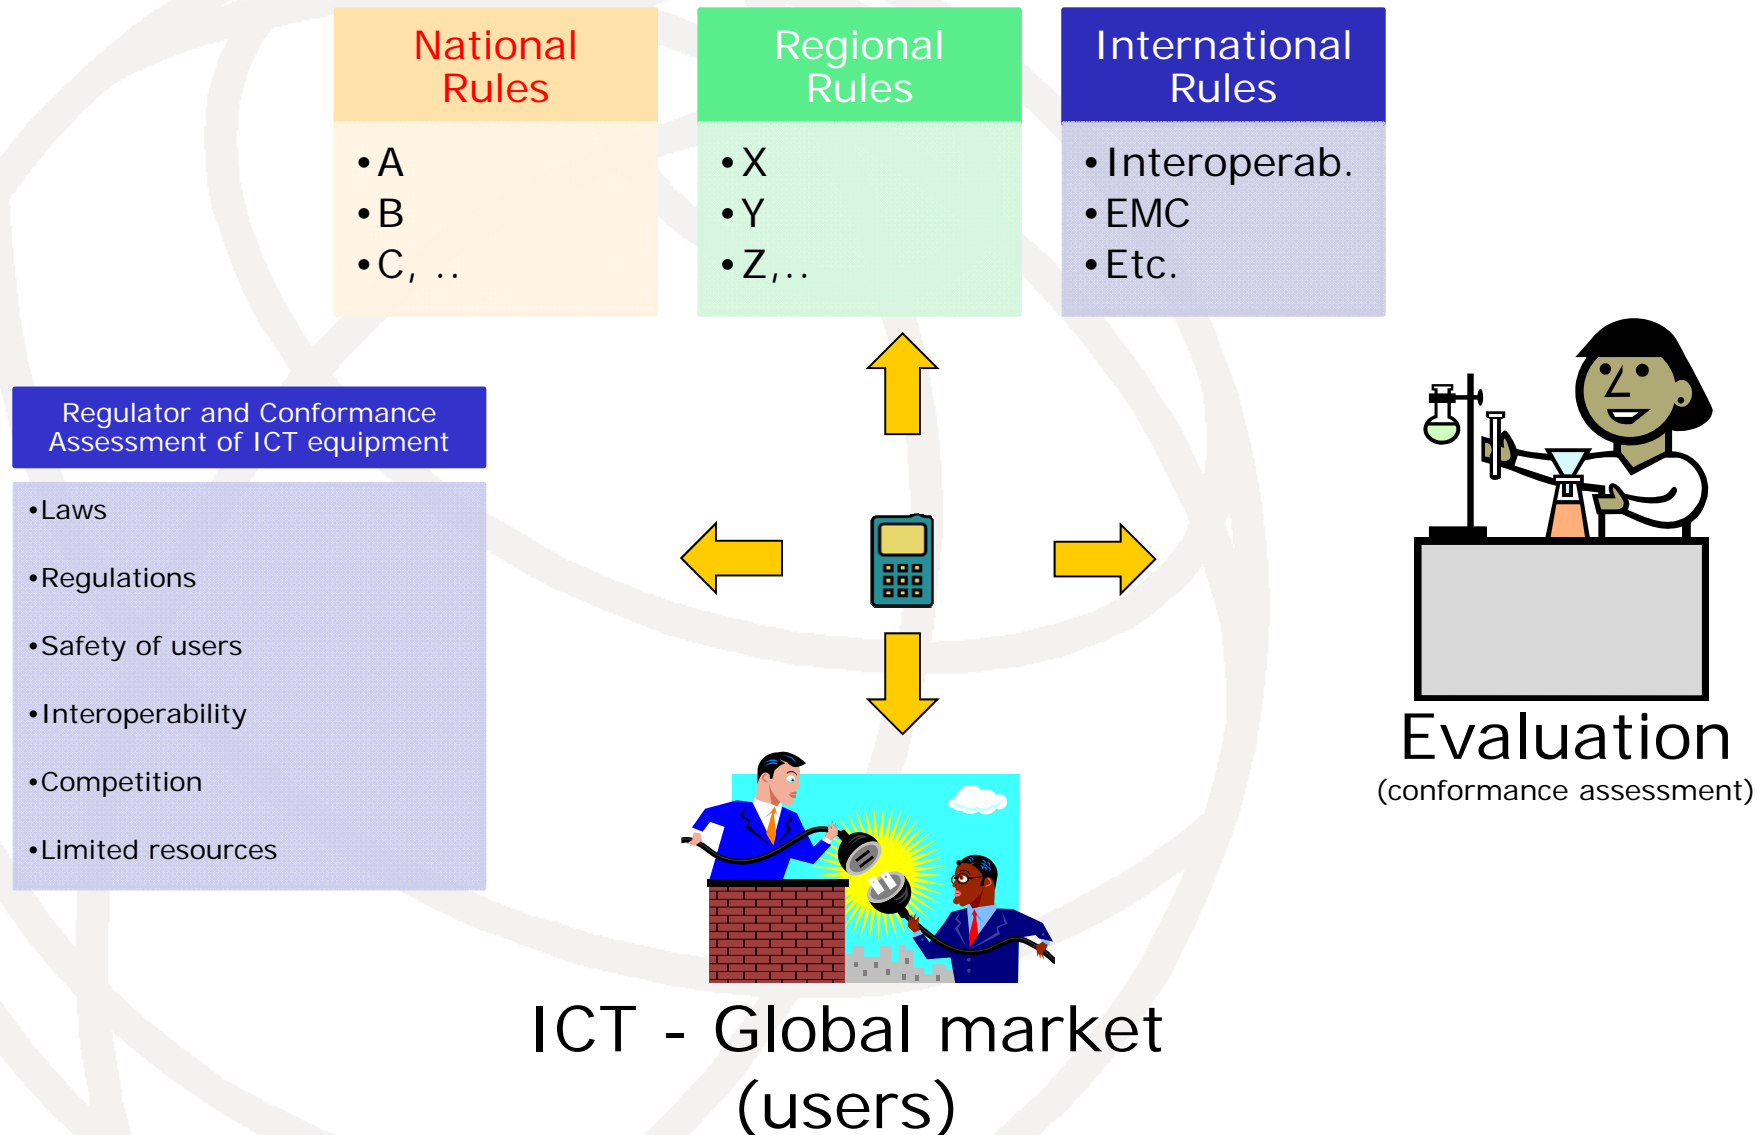 National
Rules
•A
•B
•C, ..
Regional
Rules
•X
•Y
•Z,..
International
Rules
•Interoperab.
•EMC
•Etc.
Regulator and Conformance
Assessment of ICT equipment
•Laws
•Regulations
•Safety of users
•Interoperability
•Competition
•Limited resources
Evaluation
(conformance assessment)
ICT - Global market
(users)